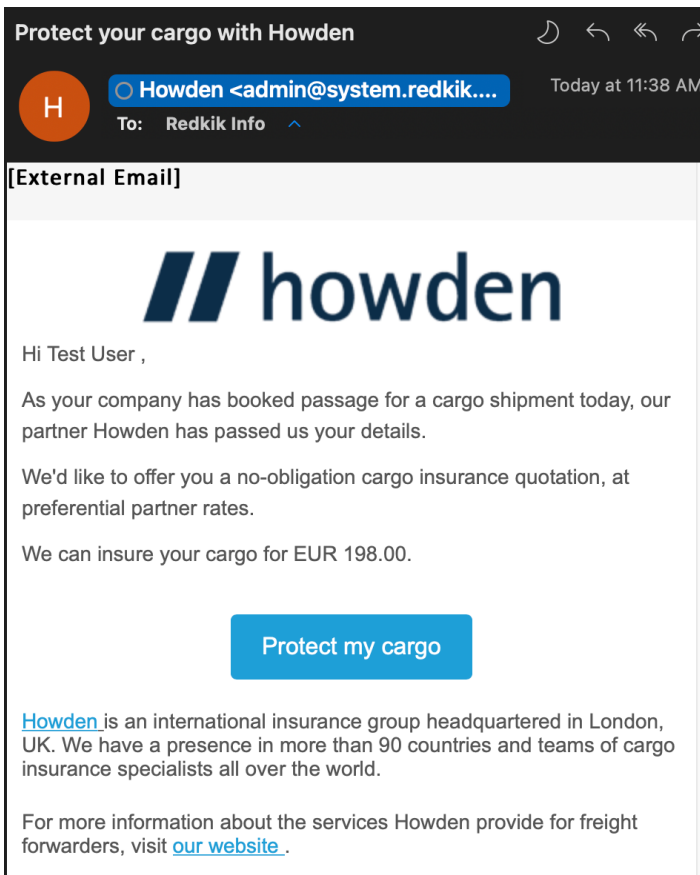 Protect your cargo with Howden
H
Howden <admin@system.redkik....
Today at 11:38 AM
To: Redkik Info
[External Email]
howden
Hi Test User ,
As your company has booked passage for a cargo shipment today, our
partner Howden has passed us your details.
We'd like to offer you a no-obligation cargo insurance quotation, at
preferential partner rates.
We can insure your cargo for EUR 198.00.
Protect my cargo
Howden is an international insurance group headquartered in London,
UK. We have a presence in more than 90 countries and teams of cargo
insurance specialists all over the world.
For more information about the services Howden provide for freight
forwarders, visit our website .